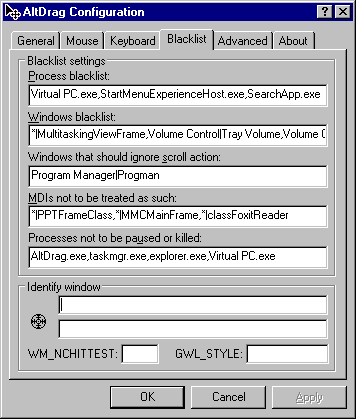 AltDrag Configuration
General Mouse Keyboard Blacklist Advanced About
Blacklist settings
Process blacklist:
Virtual PC.exe,StartMenuExperienceHost.exe,SearchApp.exe
Windows blacklist:
*|MultitaskingViewFrame,Volume Control|Tray Volume,Volume C
Windows that should ignore scroll action:
Program Manager|Progman
MDIs not to be treated as such:
*|PPTFrameClass,*|MMCMainFrame,*|classFoxitReader
Processes not to be paused or killed:
AltDrag.exe,taskmgr.exe,explorer.exe,Virtual PC.exe
Identify window
WM_NCHITTEST: GWL_STYLE:
OK Cancel Apply